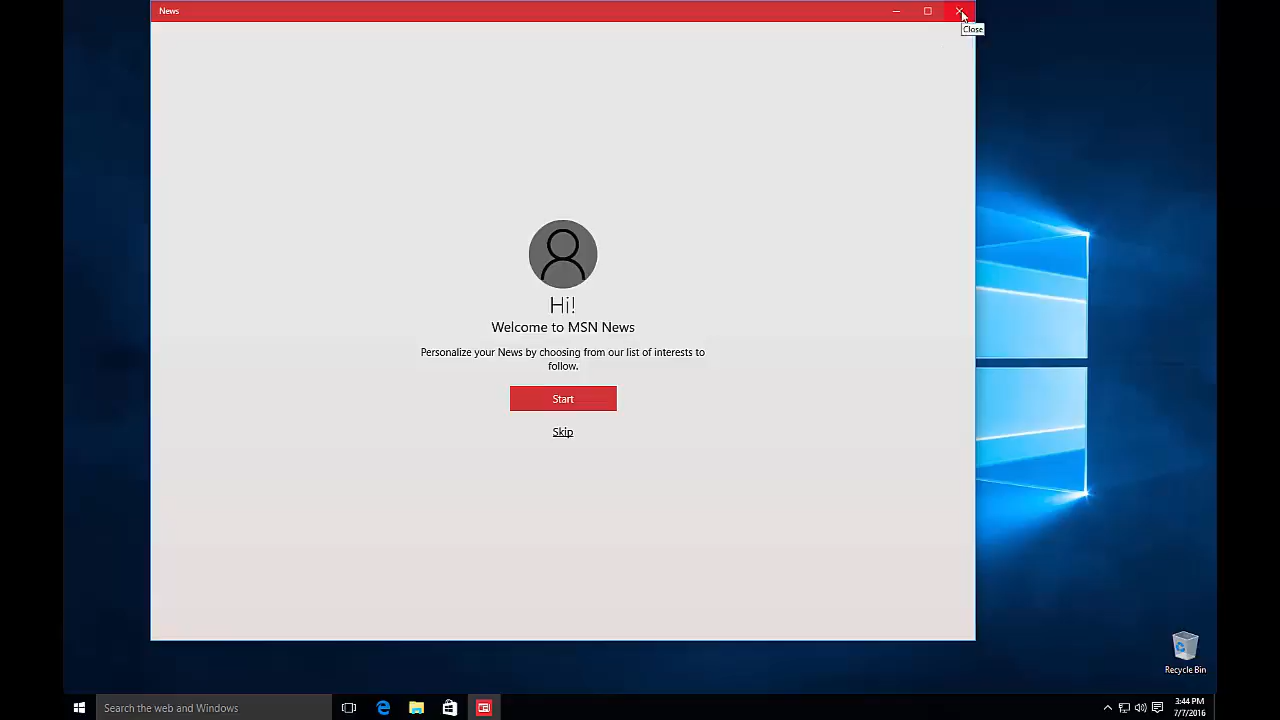 News
Close
Hi!
Welcome to MSN News
Personalize your News by choosing from our list of interests to
follow.
Start
Skip
Recycle Bin
Search the web and Windows
3:44 PM
7/7/2016